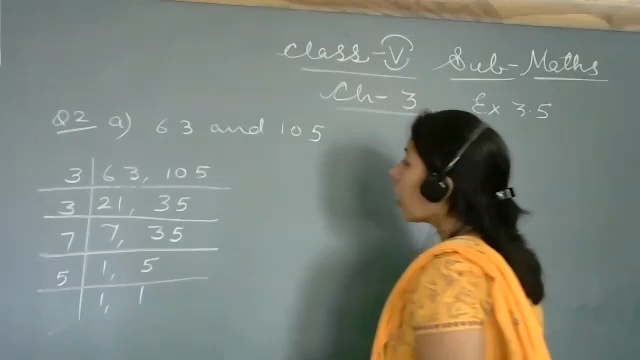 Class-V Sub-Maths
Ch-3 Ex 3.5
Q2 a) 63 and 105
3 63, 105
3 21, 35
7 7, 35
5 1, 5
1, 1